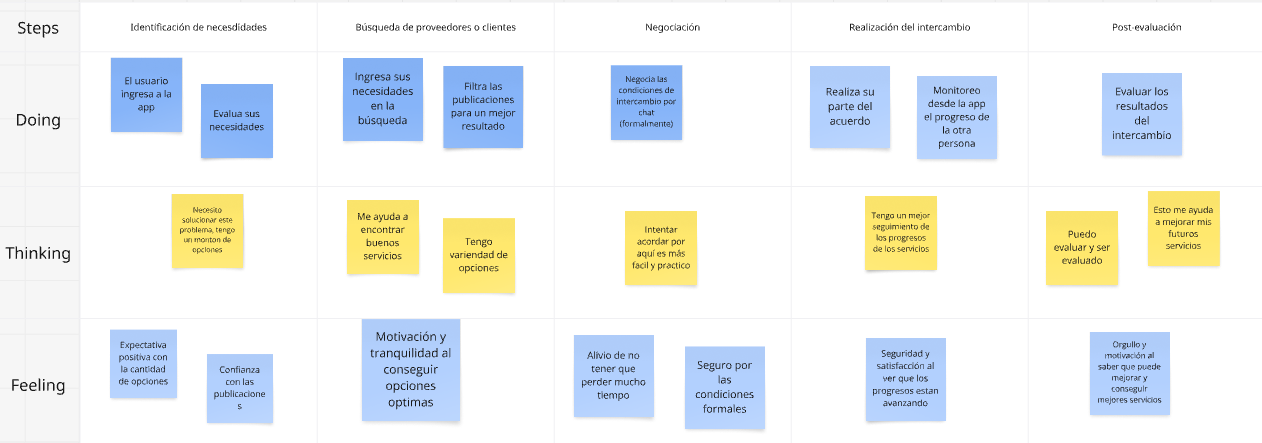 Steps
Identificación de necesdidades
Búsqueda de proveedores o clientes
Negociación
Realización del intercambio
Post-evaluación
Doing
El usuario
ingresa a la
app
Evalua sus
necesidades
Ingresa sus
necesidades
en la
búsqueda
Filtra las
publicaciones
para un mejor
resultado
Negocia las
condiciones de
intercambio por
chat
(formalmente)
Realiza su
parte del
acuerdo
Monitoreo
desde la app
el progreso de
la otra
persona
Evaluar los
resultados
del
intercambio
Thinking
Necesito
solucionar este
problema, tengo
un monton de
opciones
Me ayuda a
encontrar
buenos
servicios
Tengo
variendad de
opciones
Intentar
acordar por
aquí es más
facil y practico
Tengo un mejor
seguimiento de
los progresos
de los servicios
Puedo
evaluar y ser
evaluado
Esto me ayuda
a mejorar mis
futuros
servicios
Feeling
Expectativa
positiva con
la cantidad
de opciones
Confianza
con las
publicacione
s
Motivación y
tranquilidad al
conseguir
opciones
optimas
Alivio de no
tener que
perder mucho
tiempo
Seguro por
las
condiciones
formales
Seguridad y
satisfacción al
ver que los
progresos estan
avanzando
Orgullo y
motivación al
saber que puede
mejorar y
conseguir
mejores servicios